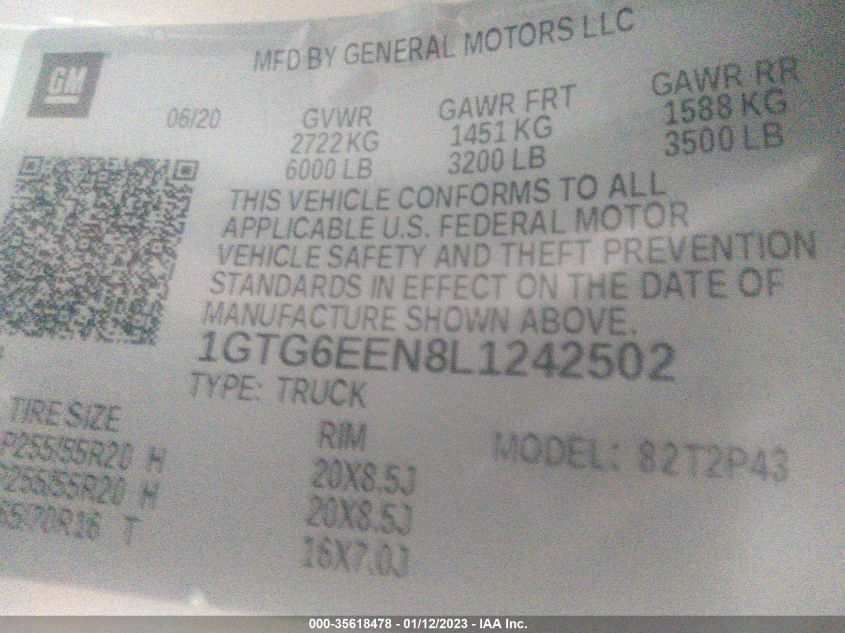 GM
MFD BY GENERAL MOTORS LLC
06/20 GVWR GAWR FRT GAWR RR
2722 KG 1451 KG 1588 KG
6000 LB 3200 LB 3500 LB
THIS VEHICLE CONFORMS TO ALL
APPLICABLE U.S. FEDERAL MOTOR
VEHICLE SAFETY AND THEFT PREVENTION
STANDARDS IN EFFECT ON THE DATE OF
MANUFACTURE SHOWN ABOVE.
1GTG6EEN8L1242502
TYPE: TRUCK
TIRE SIZE RIM MODEL: 82T2P43
P255/55R20 H 20X8.5J
P255/55R20 H 20X8.5J
65/70R16 T 16X7.0J
000-35618478 - 01/12/2023 - IAA Inc.